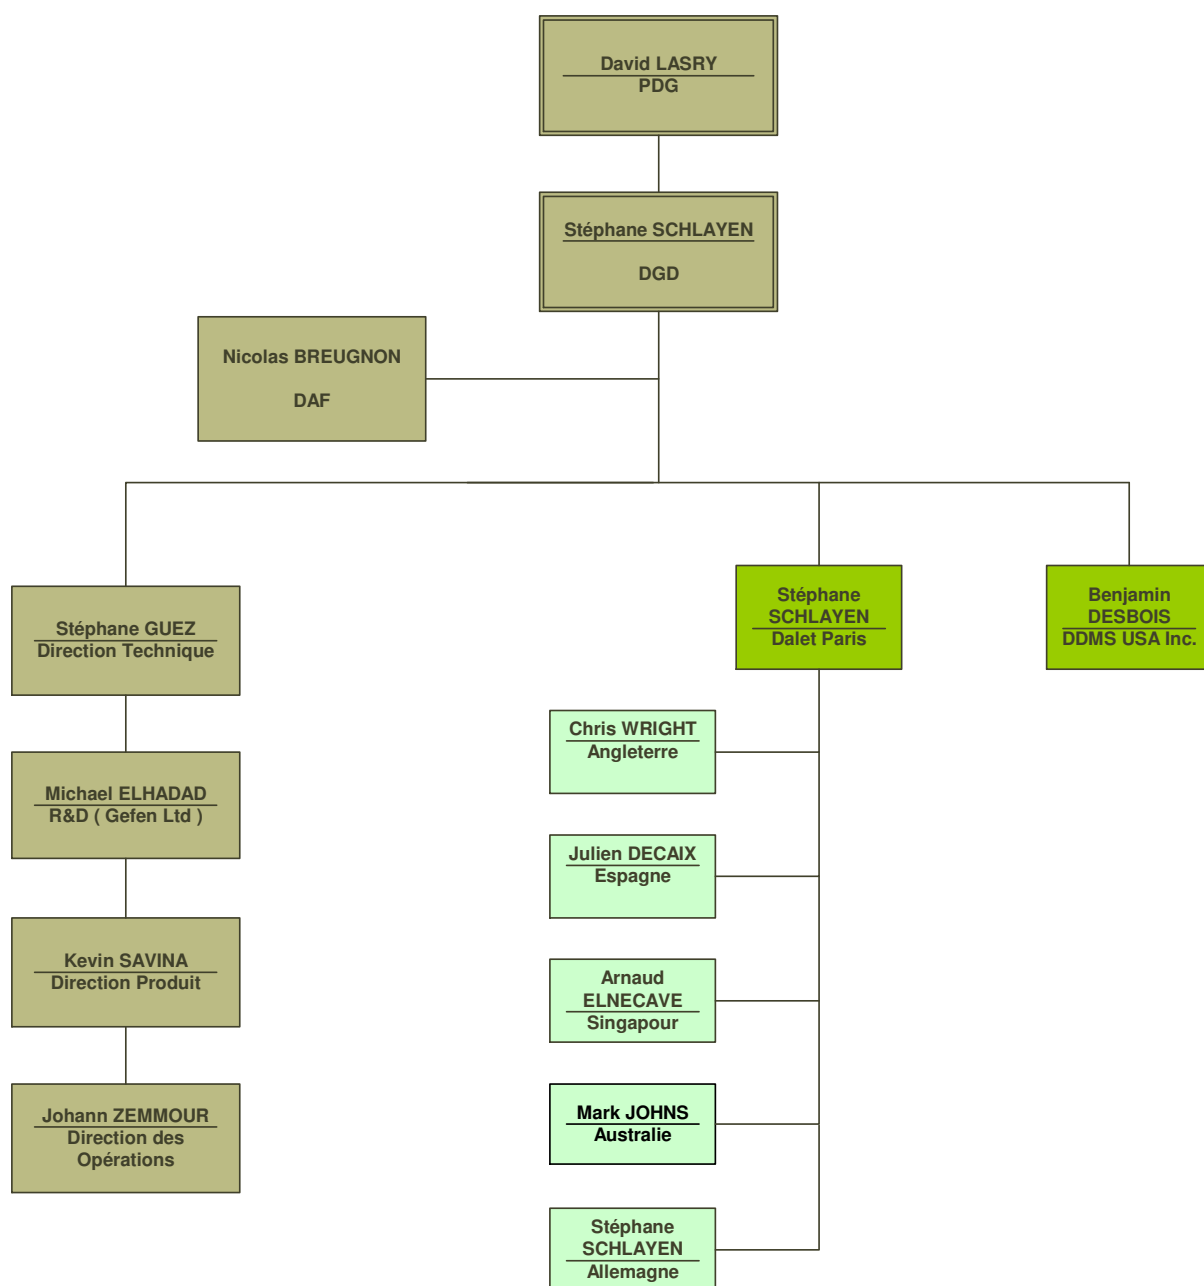 David LASRY
PDG
Stéphane SCHLAYEN
DGD
Nicolas BREUGNON
DAF
Stéphane GUEZ
Direction Technique
Michael ELHADAD
R&D ( Gefen Ltd )
Kevin SAVINA
Direction Produit
Johann ZEMMOUR
Direction des
Opérations
Stéphane
SCHLAYEN
Dalet Paris
Chris WRIGHT
Angleterre
Julien DECAIX
Espagne
Arnaud
ELNECAVE
Singapour
Mark JOHNS
Australie
Stéphane
SCHLAYEN
Allemagne
Benjamin
DESBOIS
DDMS USA Inc.